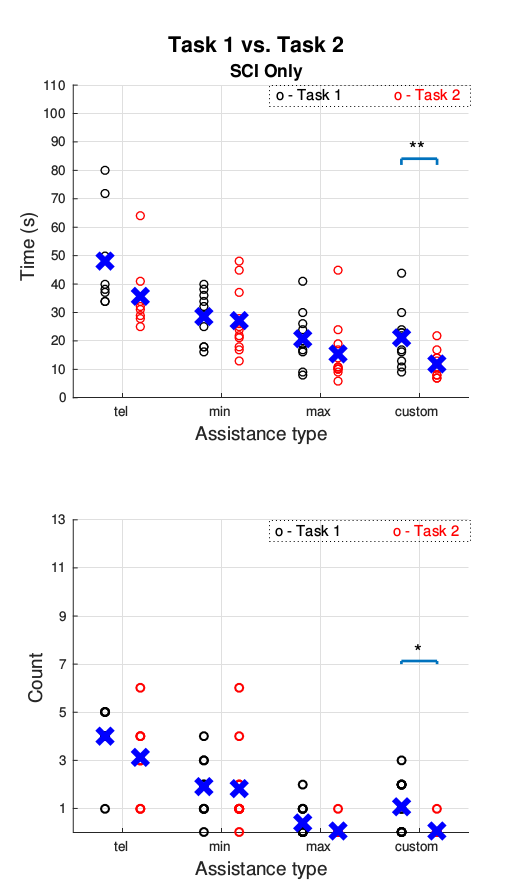 Task 1 vs. Task 2
SCI Only
o - Task 1 o - Task 2
**
110
100
90
80
70
60
50
40
30
20
10
0
Time (s)
tel min max custom
Assistance type
o - Task 1 o - Task 2
*
13
11
9
7
5
3
1
Count
tel min max custom
Assistance type